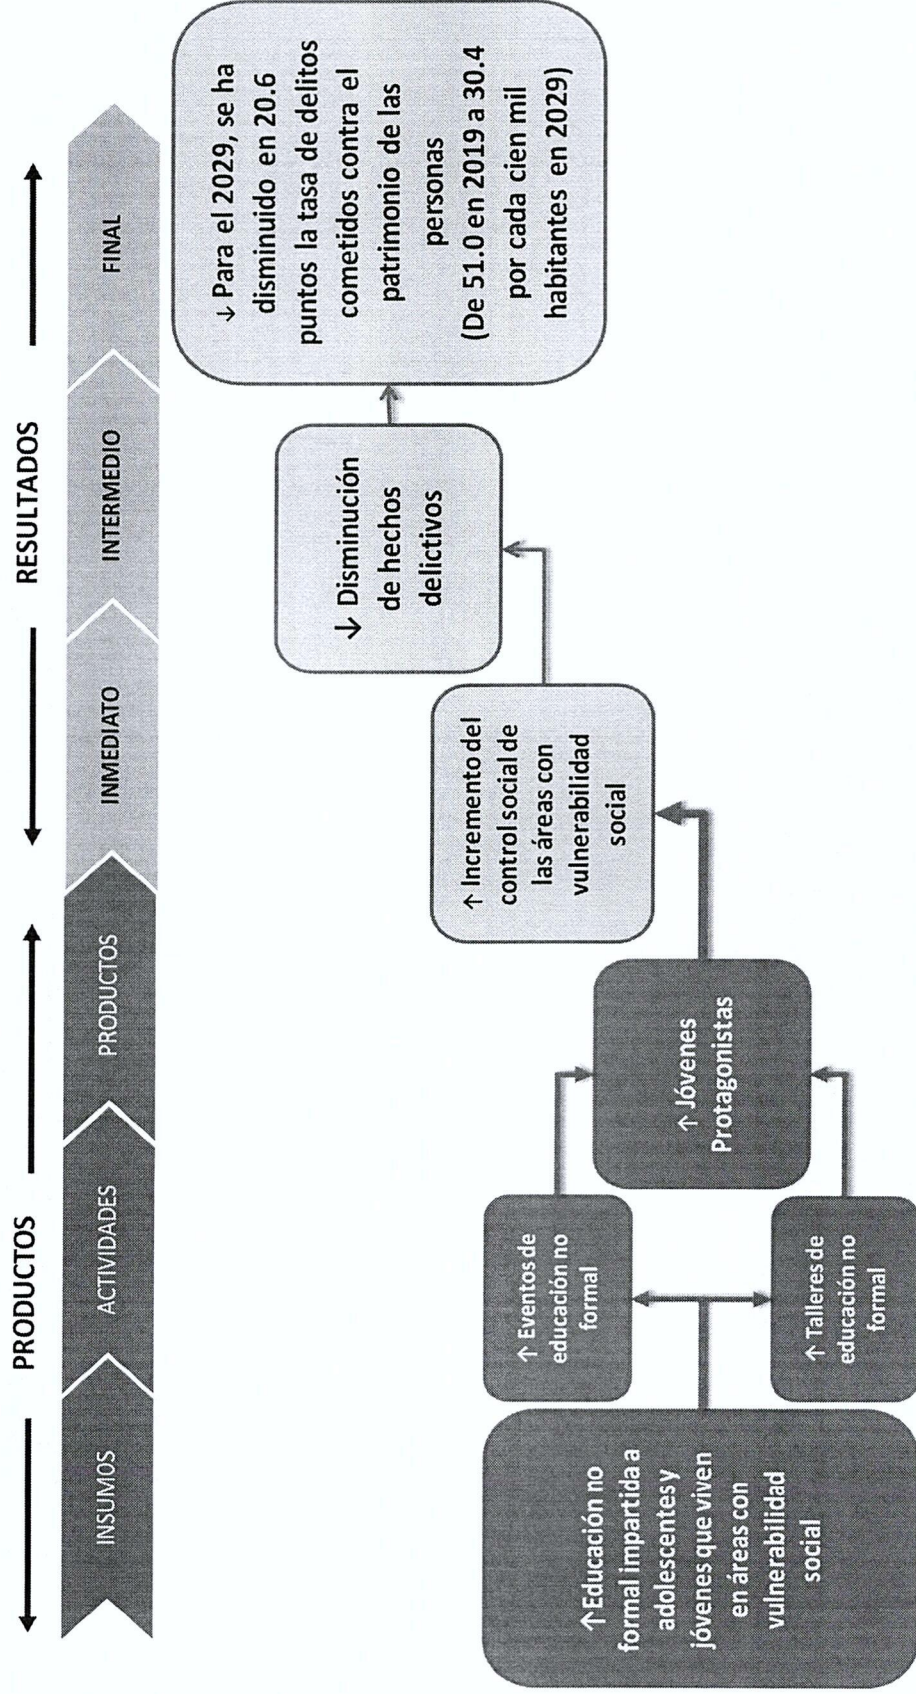 PRODUCTOS
RESULTADOS
INSUMOS
ACTIVIDADES
PRODUCTOS
INMEDIATO
INTERMEDIO
FINAL
↑Educación no
formal impartida a
adolescentes y
jóvenes que viven
en áreas con
vulnerabilidad
social
↑ Eventos de
educación no
formal
↑ Talleres de
educación no
formal
↑Jóvenes
Protagonistas
↑ Incremento del
control social de
las áreas con
vulnerabilidad
social
↓ Disminución
de hechos
delictivos
↓ Para el 2029, se ha
disminuido en 20.6
puntos la tasa de delitos
cometidos contra el
patrimonio de las
personas
(De 51.0 en 2019 a 30.4
por cada cien mil
habitantes en 2029)